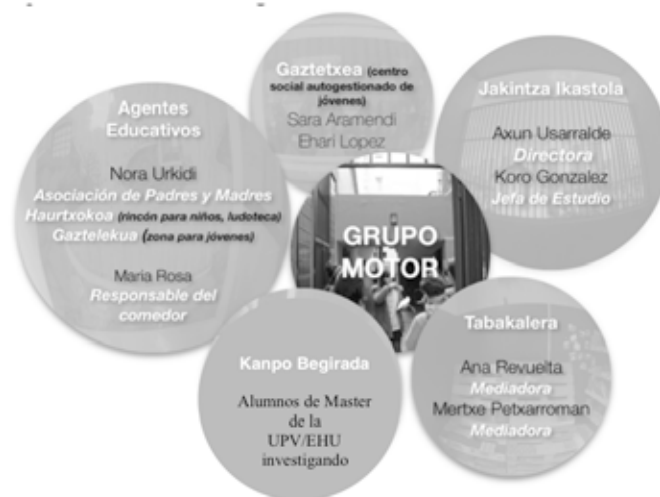 Agentes
Educativos
Nora Urkidi
Asociación de Padres y Madres
Haurtxokoa (rincón para niños, ludoteca)
Gaztelekua (zona para jóvenes)
Maria Rosa
Responsable del
comedor
Gaztetxea (centro
social autogestionado de
jóvenes)
Sara Aramendi
Ehari Lopez
Jakintza Ikastola
Axun Usarralde
Directora
Koro Gonzalez
Jefa de Estudio
GRUPO
MOTOR
Kanpo Begirada
Alumnos de Master
de la
UPV/EHU
investigando
Tabakalera
Ana Revuelta
Mediadora
Mertxe Petxarroman
Mediadora